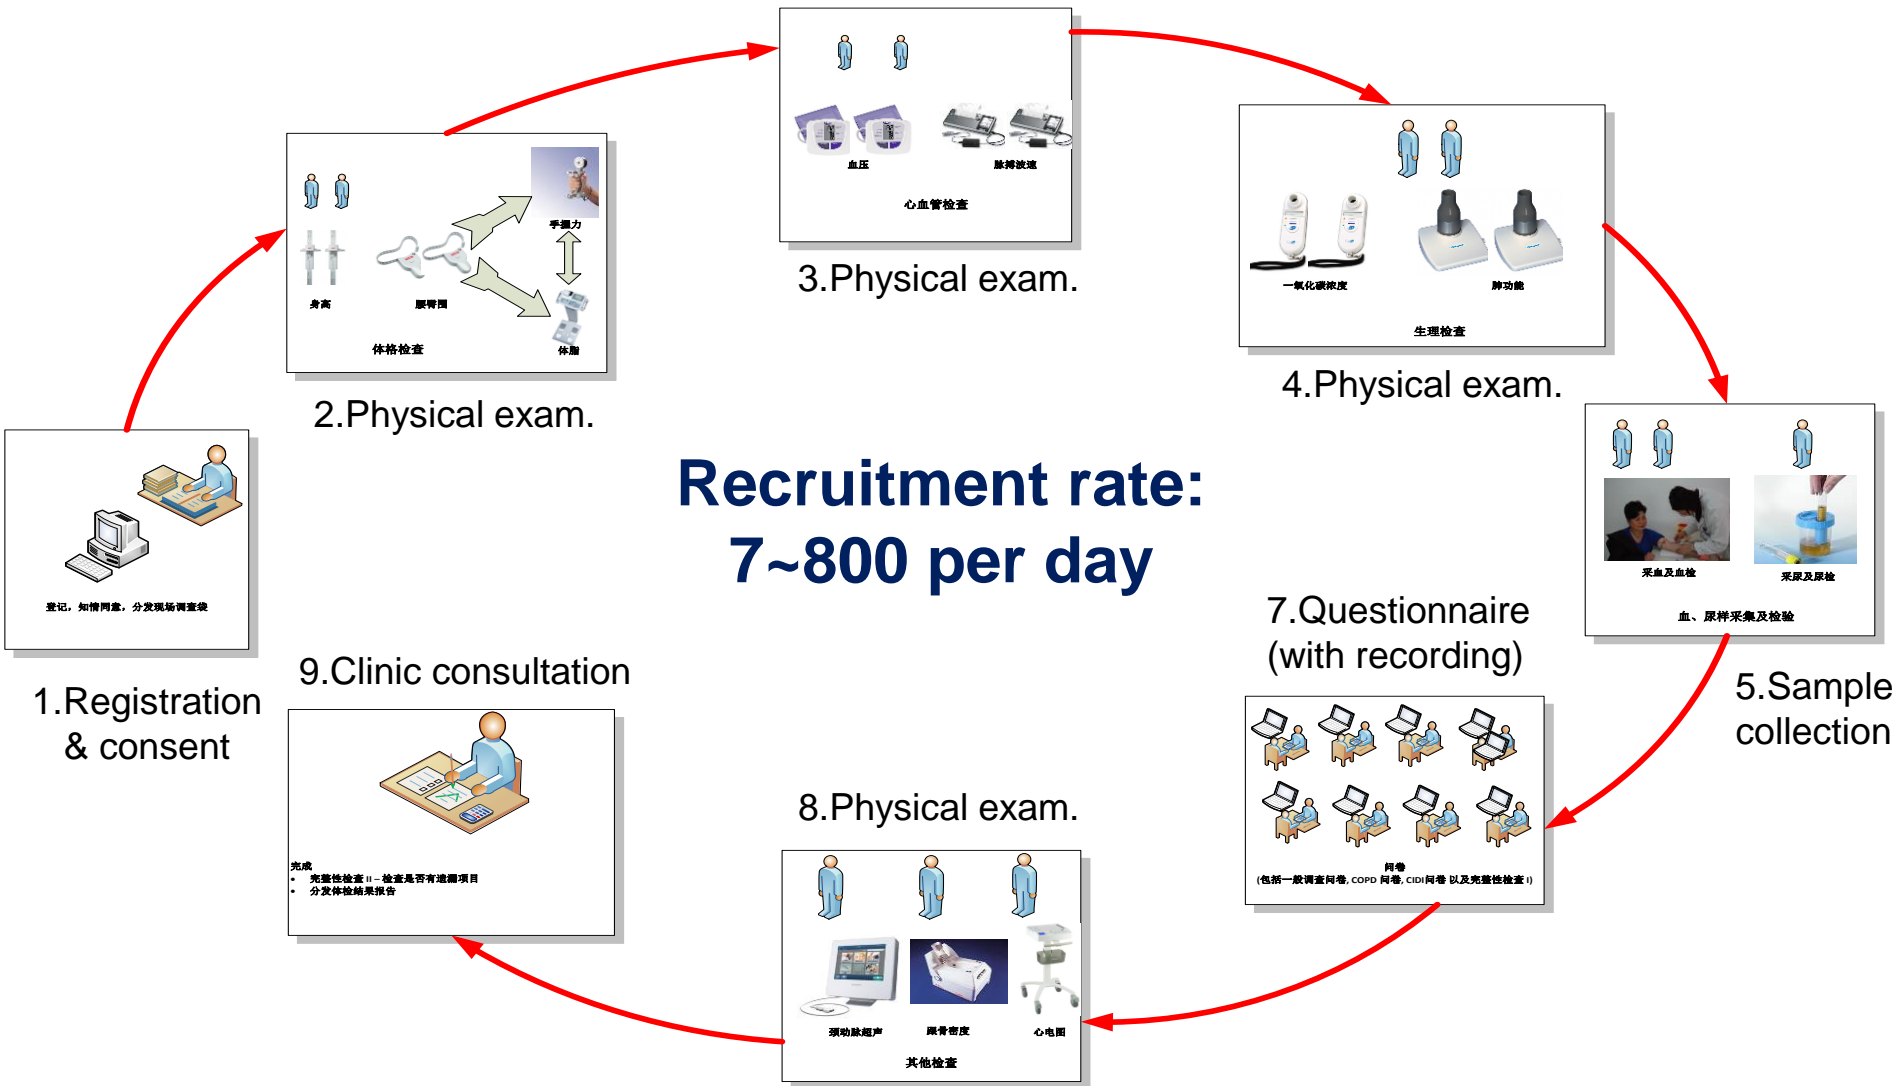 登记，知情同意，分发现场调查袋
1.Registration
& consent
身高
腰臀围
手握力
体脂
体格检查
2.Physical exam.
血压
脉搏波速
心血管检查
3.Physical exam.
一氧化碳浓度
肺功能
生理检查
4.Physical exam.
采血及血检
采尿及尿检
血、尿样采集及检验
5.Sample
collection
Recruitment rate:
7~800 per day
7.Questionnaire
(with recording)
问卷
(包括一般调查问卷, COPD 问卷, CIDI问卷 以及完整性检查 I)
8.Physical exam.
颈动脉超声
跟骨密度
心电图
其他检查
9.Clinic consultation
完成
• 完整性检查 II – 检查是否有遗漏项目
• 分发体检结果报告